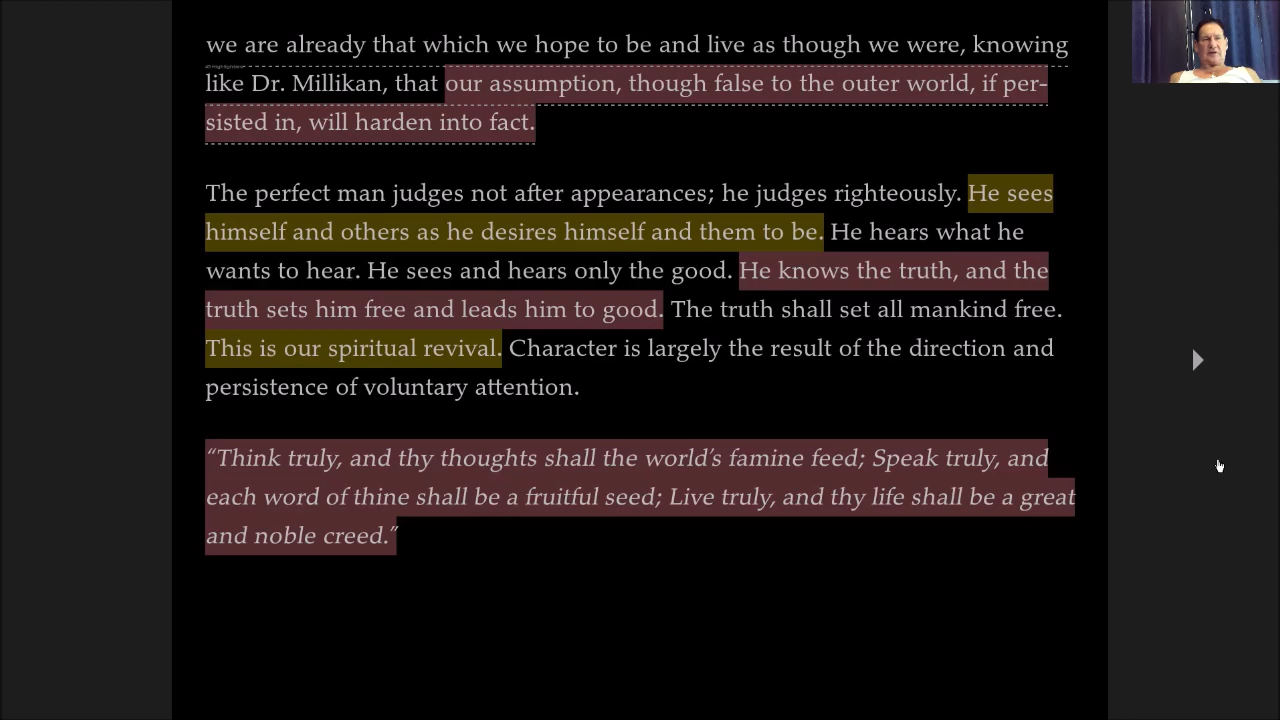 we are already that which we hope to be and live as though we were, knowing
like Dr. Millikan, that our assumption, though false to the outer world, if per-
sisted in, will harden into fact.
The perfect man judges not after appearances; he judges righteously. He sees
himself and others as he desires himself and them to be. He hears what he
wants to hear. He sees and hears only the good. He knows the truth, and the
truth sets him free and leads him to good. The truth shall set all mankind free.
This is our spiritual revival. Character is largely the result of the direction and
persistence of voluntary attention.
“Think truly, and thy thoughts shall the world’s famine feed; Speak truly, and
each word of thine shall be a fruitful seed; Live truly, and thy life shall be a great
and noble creed.”